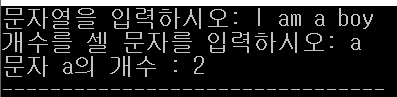 문자열을 입력하시오: I am a boy
개수를 셀 문자를 입력하시오: a
문자 a의 개수 : 2
--------------------------------